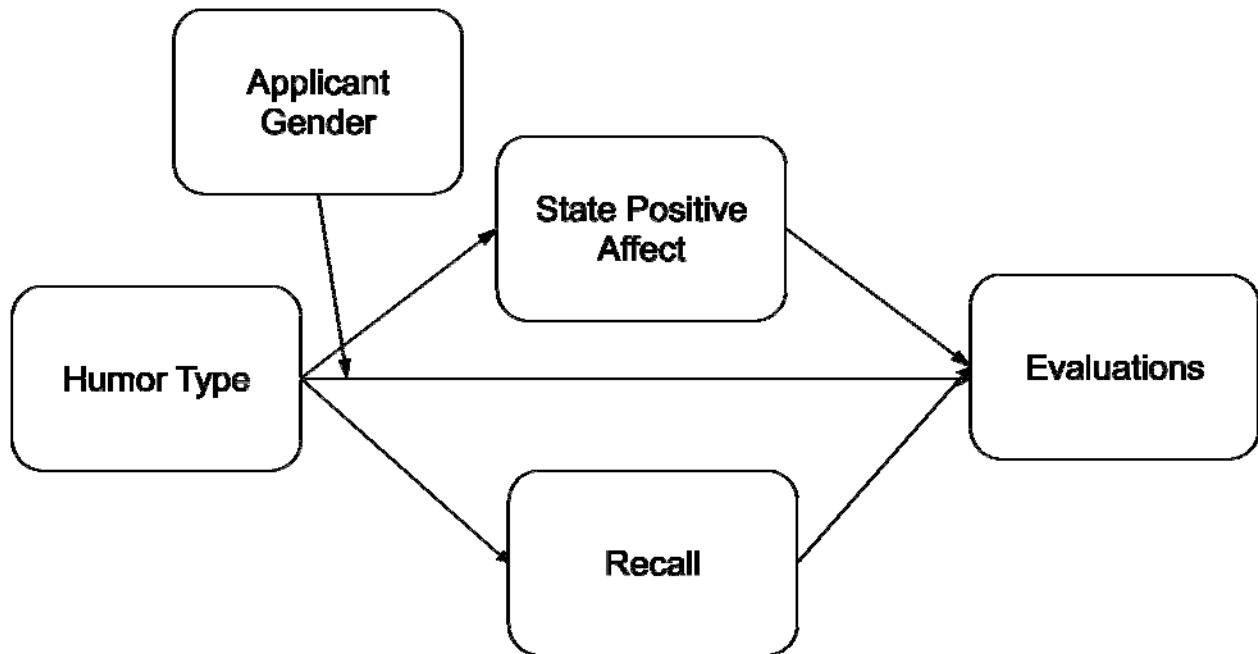 Applicant
Gender
State Positive
Affect
Humor Type
Evaluations
Recall